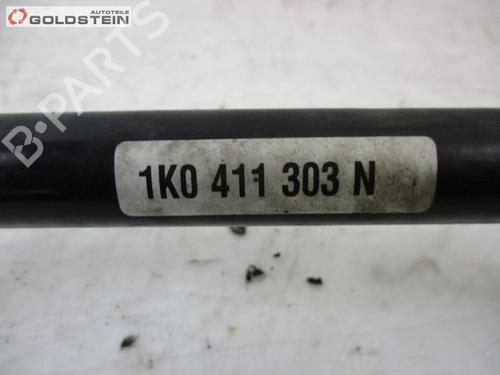 AUTOTEILE
GOLDSTEIN
B-PARTS
1K0 411 303 N